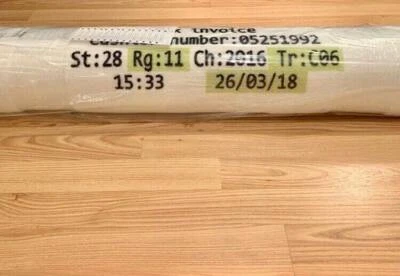 invoice
number:05251992
St:28 Rg:11 Ch:2016 Tr:C06
15:33 26/03/18